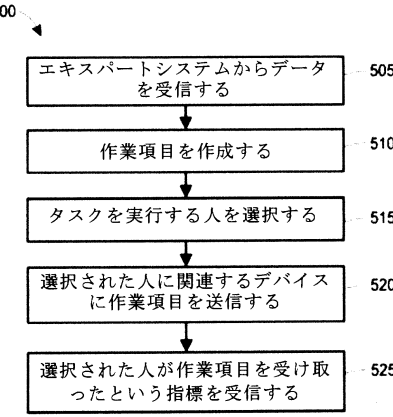 00
エキスパートシステムからデータ
を受信する
505
作業項目を作成する
510
タスクを実行する人を選択する
515
選択された人に関連するデバイス
に作業項目を送信する
520
選択された人が作業項目を受け取
ったという指標を受信する
525